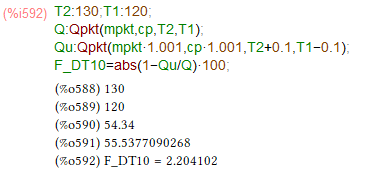 (%i592) T2:130;T1:120;
Q:Qpkt(mpkt,cp,T2,T1);
Qu:Qpkt(mpkt·1.001,cp·1.001,T2+0.1,T1−0.1);
F_DT10=abs(1−Qu/Q)·100;
(%o588) 130
(%o589) 120
(%o590) 54.34
(%o591) 55.5377090268
(%o592) F_DT10 = 2.204102